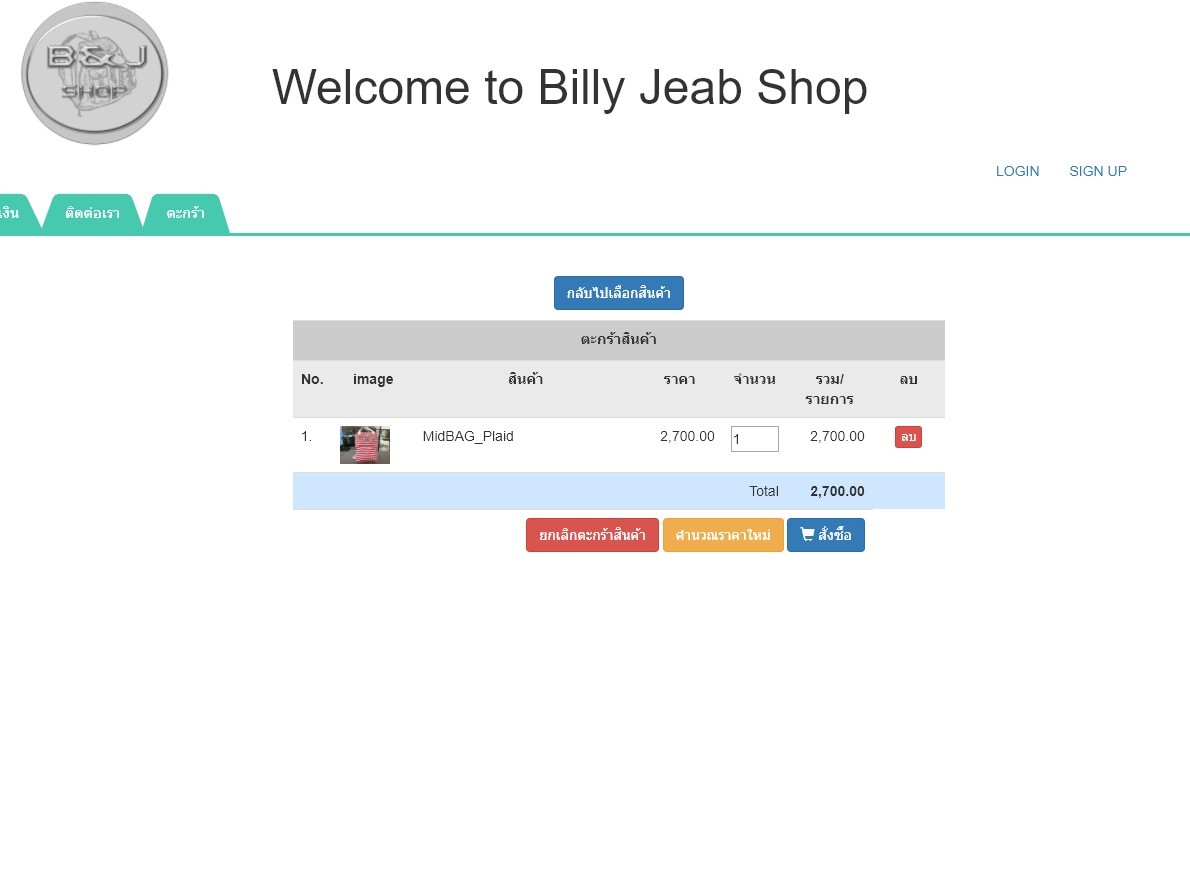 B&J
SHOP
Welcome to Billy Jeab Shop
LOGIN SIGN UP
ติดต่อเรา ตะกร้า
กลับไปเลือกสินค้า
ตะกร้าสินค้า
No. image สินค้า ราคา จำนวน รวม/ ลบ
รายการ
1. MidBAG_Plaid 2,700.00 1 2,700.00 ลบ
Total 2,700.00
ยกเลิกตะกร้าสินค้า คำนวณราคาใหม่ สั่งซื้อ